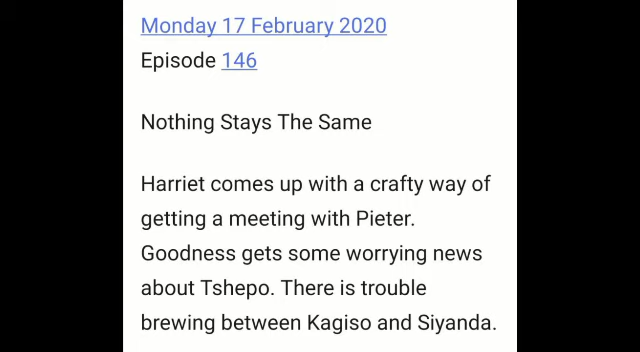 Monday 17 February 2020
Episode 146
Nothing Stays The Same
Harriet comes up with a crafty way of
getting a meeting with Pieter.
Goodness gets some worrying news
about Tshepo. There is trouble
brewing between Kagiso and Siyanda.